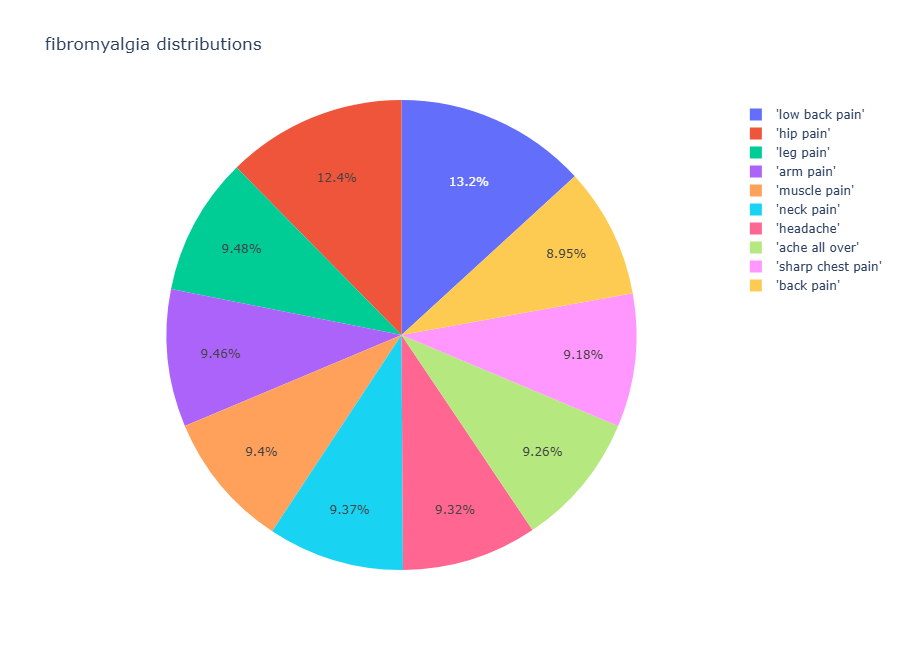 fibromyalgia distributions
'low back pain'
'hip pain'
'leg pain'
'arm pain'
'muscle pain'
'neck pain'
'headache'
'ache all over'
'sharp chest pain'
'back pain'
12.4%
13.2%
9.48%
8.95%
9.46%
9.18%
9.4%
9.26%
9.37%
9.32%